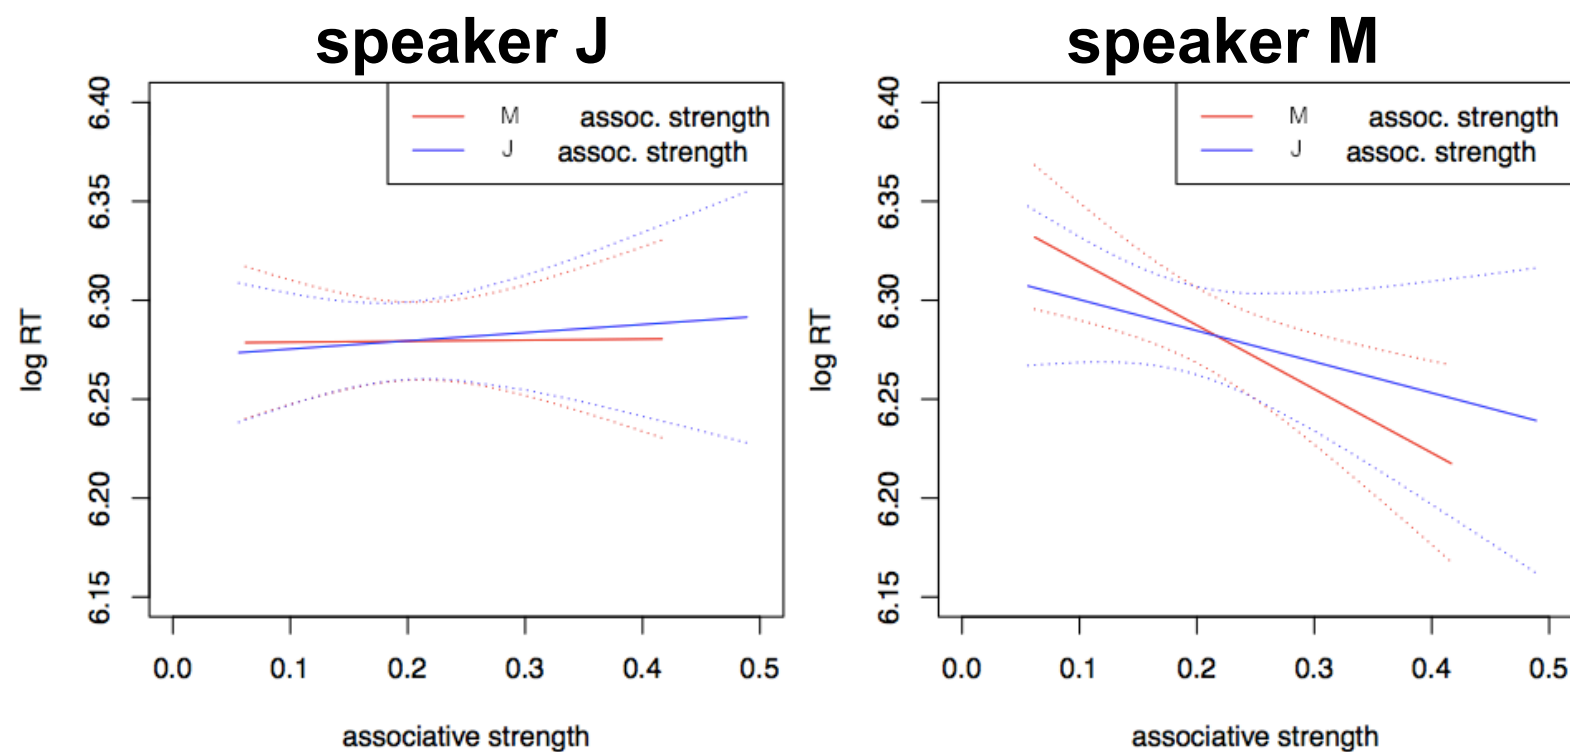 speaker J
M assoc. strength
J assoc. strength
6.40
6.35
6.30
6.25
6.20
6.15
log RT
0.0 0.1 0.2 0.3 0.4 0.5
associative strength
speaker M
M assoc. strength
J assoc. strength
6.40
6.35
6.30
6.25
6.20
6.15
log RT
0.0 0.1 0.2 0.3 0.4 0.5
associative strength